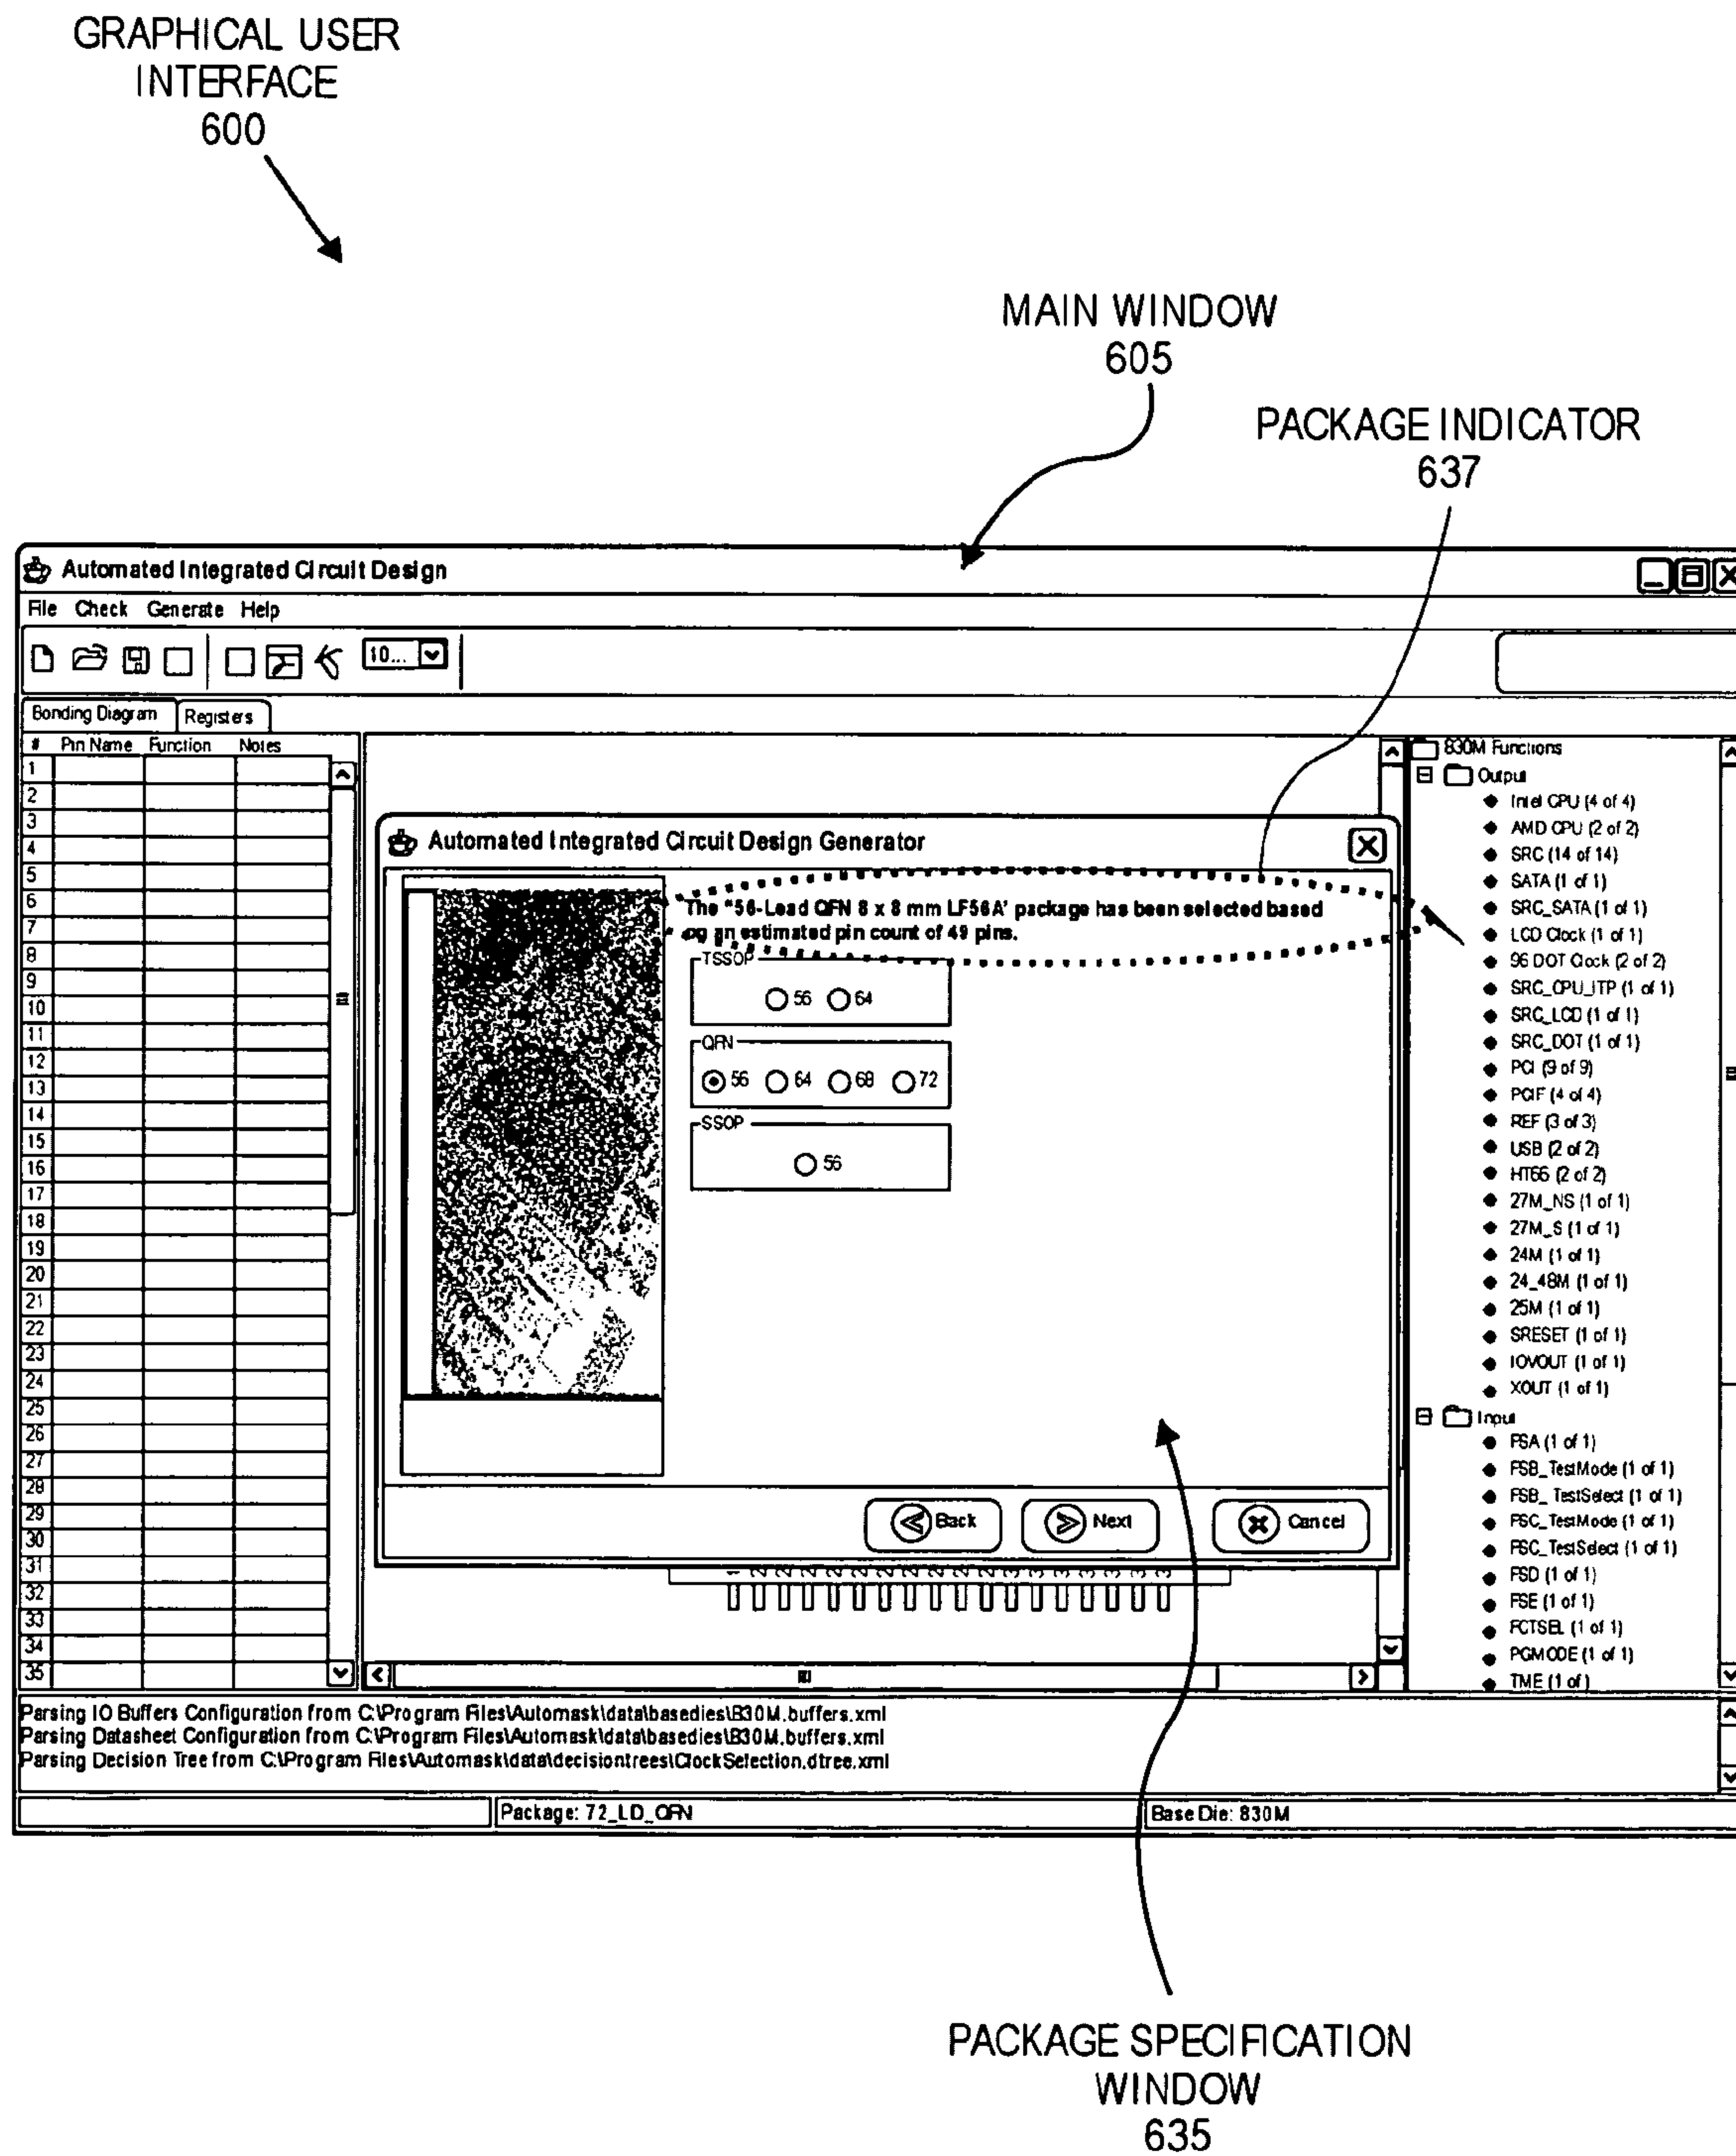 GRAPHICAL USER
INTERFACE
600
MAIN WINDOW
605
PACKAGE INDICATOR
637
Automated Integrated Circuit Design
File Check Generate Help
10...
Bonding Diagram Registers
# Pin Name Function Notes
1
2
3
4
5
6
7
8
9
10
11
12
13
14
15
16
17
18
19
20
21
22
23
24
25
26
27
28
29
30
31
32
33
34
35
Automated Integrated Circuit Design Generator
The "56-Lead QFN 8 x 8 mm LF56A' package has been selected based
on an estimated pin count of 49 pins.
TSSOP
56 64
QFN
56 64 68 72
SSOP
56
Back Next Cancel
830M Functions
Output
Intel CPU (4 of 4)
AMD CPU (2 of 2)
SRC (14 of 14)
SATA (1 of 1)
SRC_SATA (1 of 1)
LCD Clock (1 of 1)
96 DOT Clock (2 of 2)
SRC_CPU_ITP (1 of 1)
SRC_LCD (1 of 1)
SRC_DOT (1 of 1)
PCI (9 of 9)
PCIF (4 of 4)
REF (3 of 3)
USB (2 of 2)
HT66 (2 of 2)
27M_NS (1 of 1)
27M_S (1 of 1)
24M (1 of 1)
24_48M (1 of 1)
25M (1 of 1)
SRESET (1 of 1)
IOVOUT (1 of 1)
XOUT (1 of 1)
Input
FSA (1 of 1)
FSB_TestMode (1 of 1)
FSB_ TestSelect (1 of 1)
FSC_TestMode (1 of 1)
FSC_TestSelect (1 of 1)
FSD (1 of 1)
FSE (1 of 1)
FCTSEL (1 of 1)
PGMODE (1 of 1)
TME (1 of )
Parsing IO Buffers Configuration from C:\Program Files\Automask\data\basedies\B30M.buffers.xml
Parsing Datasheet Configuration from C:\Program Files\Automask\data\basedies\B30M.buffers.xml
Parsing Decision Tree from C:\Program Files\Automask\data\decisiontrees\ClockSelection.dtree.xml
Package: 72_LD_QFN
Base Die: 830M
PACKAGE SPECIFICATION
WINDOW
635